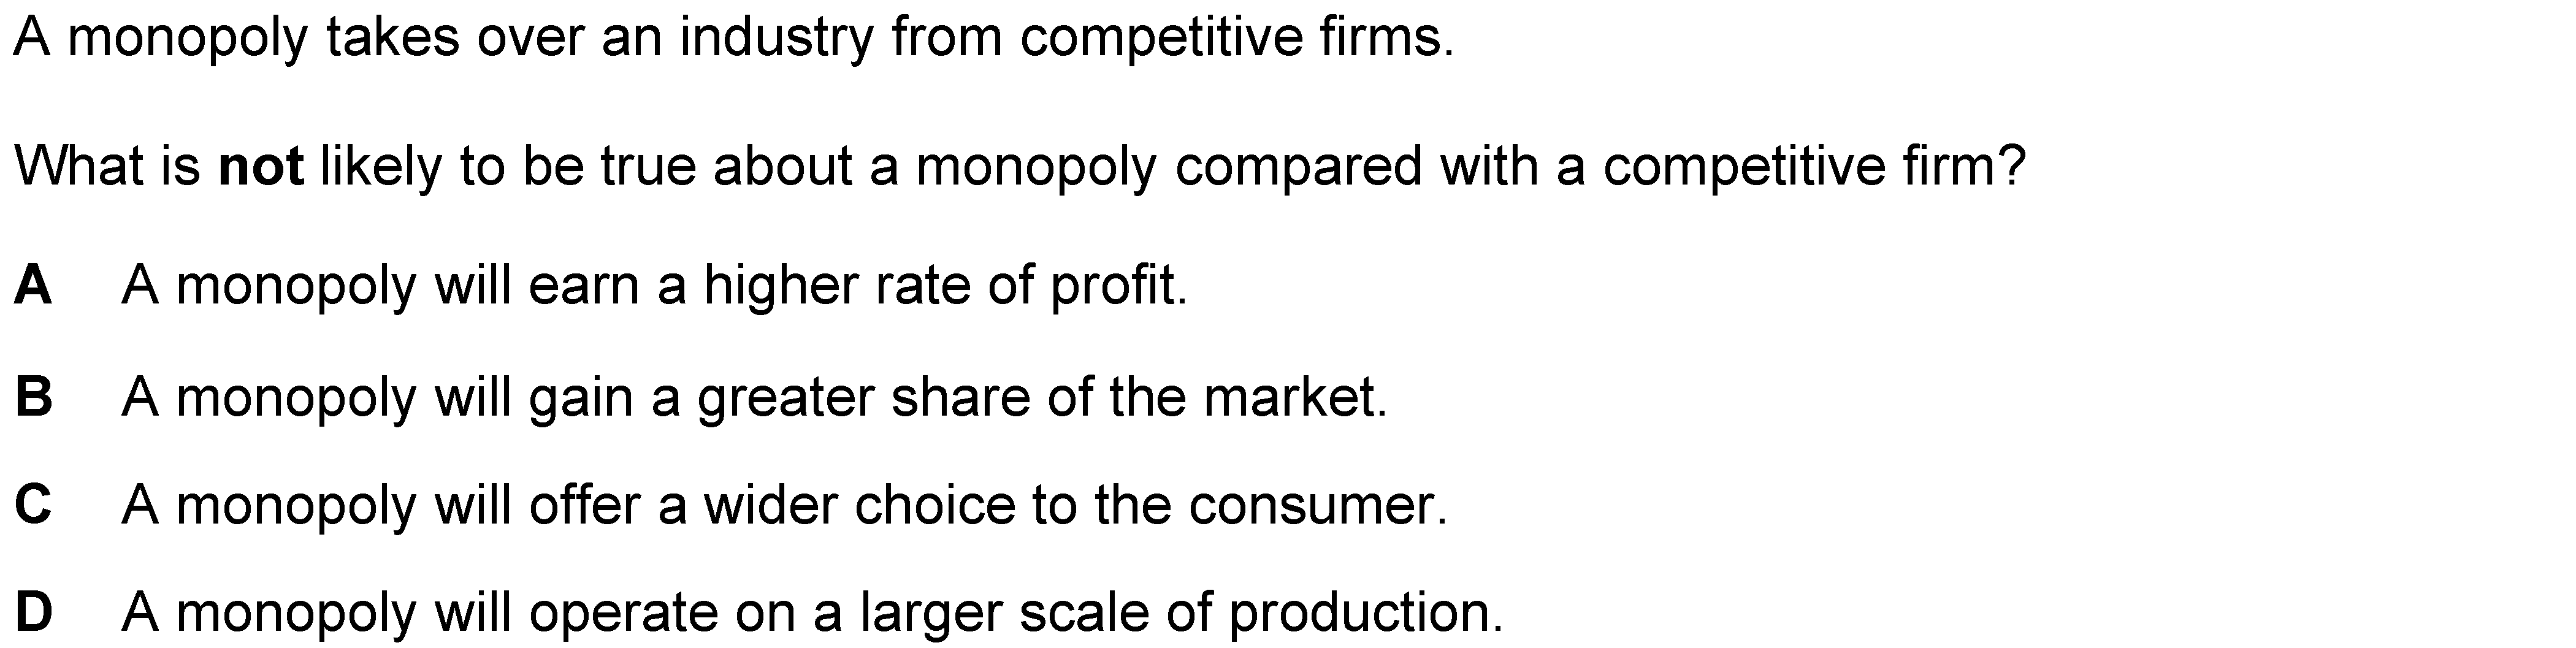 A monopoly takes over an industry from competitive firms.
What is not likely to be true about a monopoly compared with a competitive firm?
A A monopoly will earn a higher rate of profit.
B A monopoly will gain a greater share of the market.
C A monopoly will offer a wider choice to the consumer.
D A monopoly will operate on a larger scale of production.